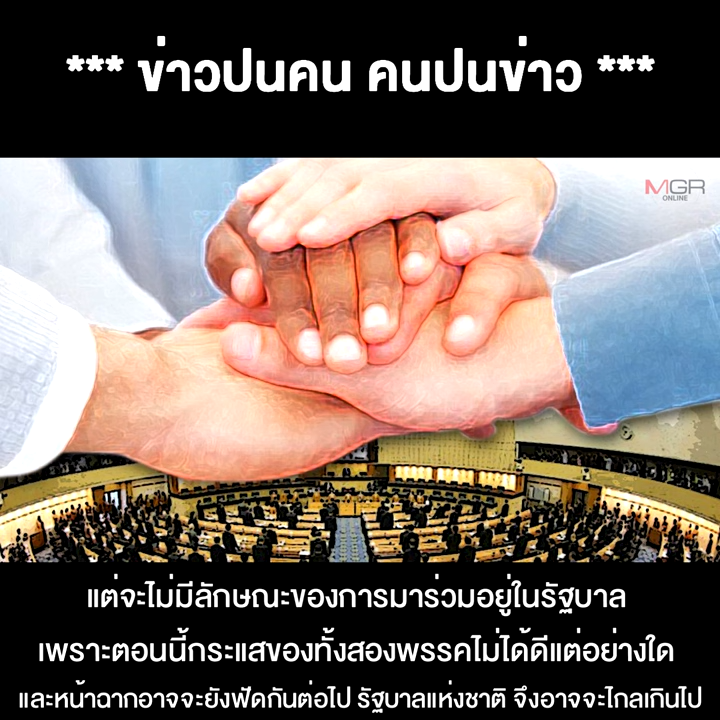 *** ข่าวปนคน คนปนข่าว ***
MGR
ONLINE
แต่จะไม่มีลักษณะของการมาร่วมอยู่ในรัฐบาล
เพราะตอนนี้กระแสของทั้งสองพรรคไม่ได้ดีแต่อย่างใด
และหน้าฉากอาจจะยังฟัดกันต่อไป รัฐบาลแห่งชาติ จึงอาจจะไกลเกินไป